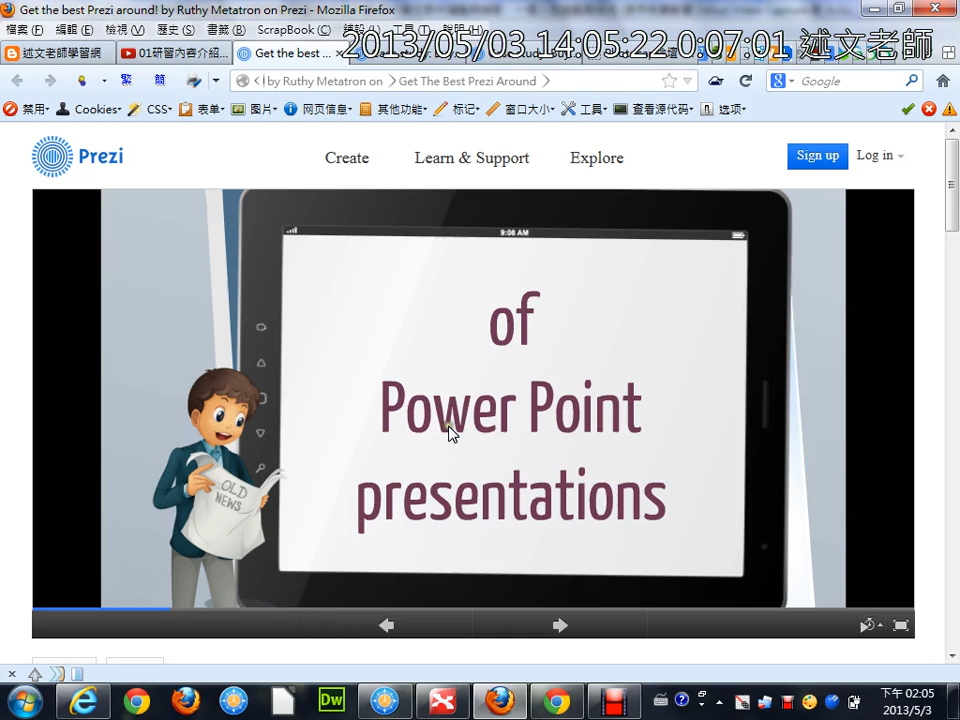 Get the best Prezi around! by Ruthy Metatron on Prezi - Mozilla Firefox
檔案(F) 編輯(E) 檢視(V) 歷史(S) 書籤(B) ScrapBook(C) 工具(T) 說明(H)
2013/05/03 14:05:22 0:07:01 述文老師
述文老師學習網 01研習內容介紹... Get the best ...
繁 簡 by Ruthy Metatron on Get The Best Prezi Around Google
禁用 Cookies CSS 表单 图片 网页信息 其他功能 标记 窗口大小 工具 查看源代码 选项
Prezi Create Learn & Support Explore Sign up Log in
9:08 AM
of
Power Point
presentations
OLD
NEWS
Dw
下午 02:05
2013/5/3